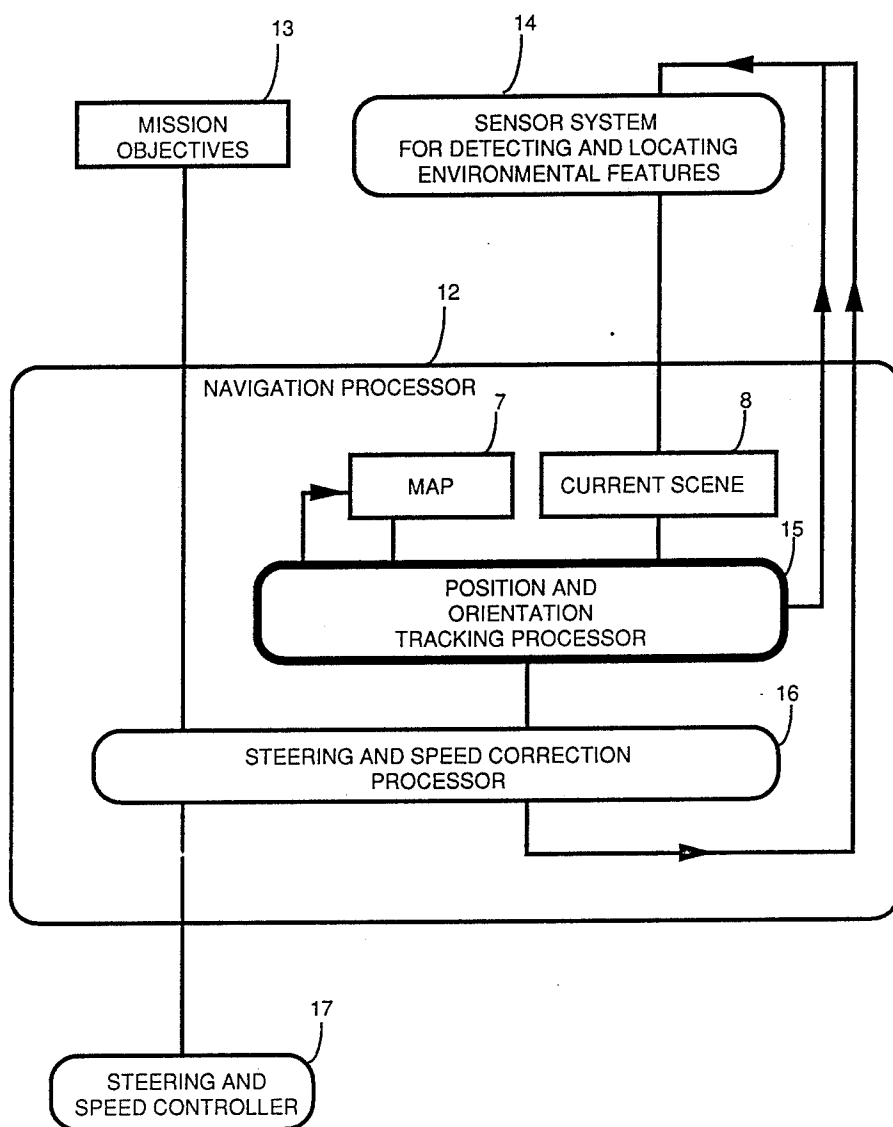 13
14
MISSION
OBJECTIVES
SENSOR SYSTEM
FOR DETECTING AND LOCATING
ENVIRONMENTAL FEATURES
12
NAVIGATION PROCESSOR
7
8
MAP
CURRENT SCENE
15
POSITION AND
ORIENTATION
TRACKING PROCESSOR
16
STEERING AND SPEED CORRECTION
PROCESSOR
17
STEERING AND
SPEED CONTROLLER